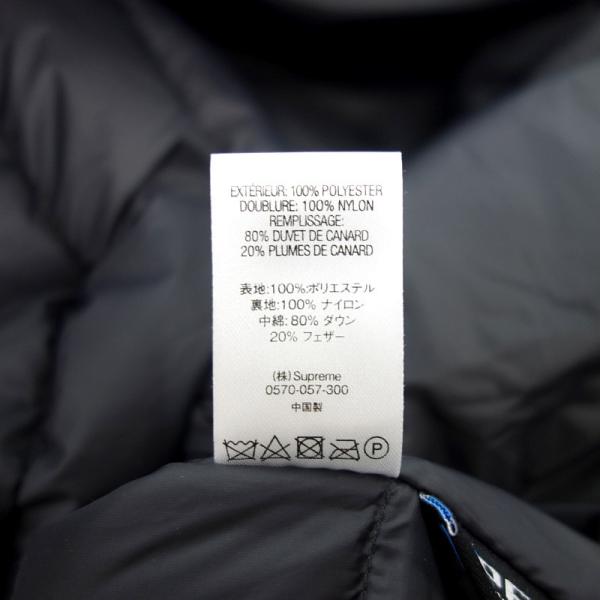 EXTÉRIEUR: 100% POLYESTER
DOUBLURE: 100% NYLON
REMPLISSAGE:
80% DUVET DE CANARD
20% PLUMES DE CANARD
表地:100%ポリエステル
裏地:100% ナイロン
中綿: 80% ダウン
20% フェザー
(株) Supreme
0570-057-300
中国製
P